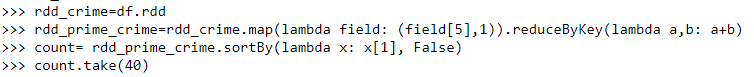 >>> rdd_crime=df.rdd
>>> rdd_prime_crime=rdd_crime.map(lambda field: (field[5],1)).reduceByKey(lambda a,b: a+b)
>>> count= rdd_prime_crime.sortBy(lambda x: x[1], False)
>>> count.take(40)